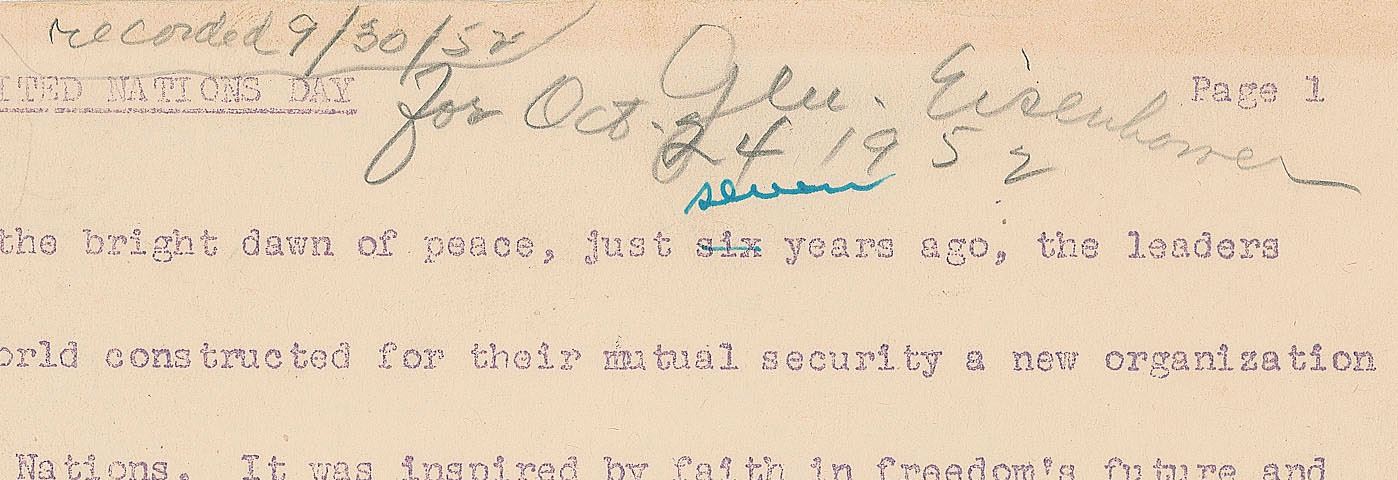 recorded 9/30/52
Gen. Eisenhower
ITED NATIONS DAY
Page 1
for Oct. 24 1952
seven
the bright dawn of peace, just six years ago, the leaders
orld constructed for their mutual security a new organization
Nations. It was inspired by faith in freedom's future and